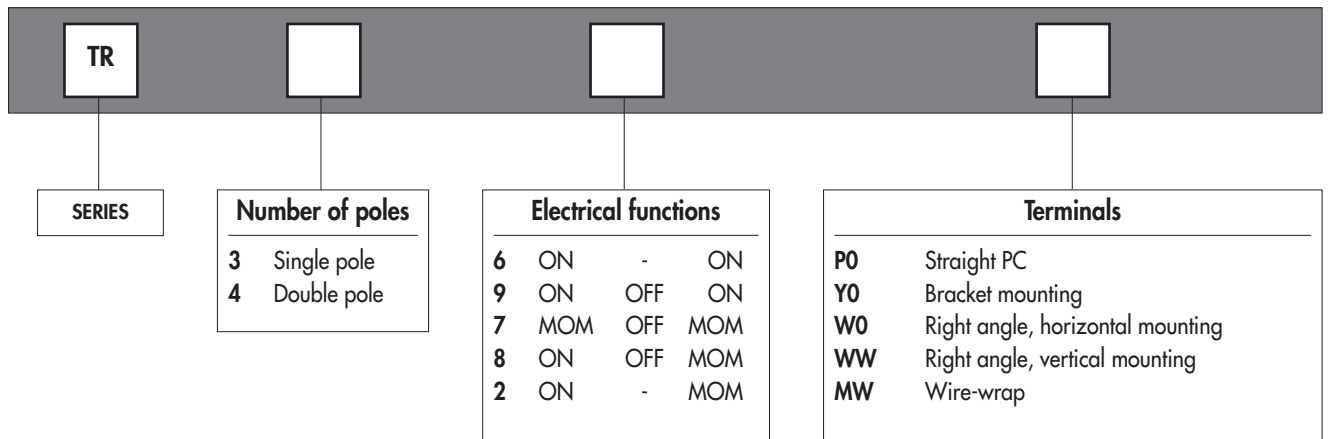 TR
SERIES
Number of poles
3 Single pole
4 Double pole
Electrical functions
6 ON - ON
9 ON OFF ON
7 MOM OFF MOM
8 ON OFF MOM
2 ON - MOM
Terminals
P0 Straight PC
Y0 Bracket mounting
W0 Right angle, horizontal mounting
WW Right angle, vertical mounting
MW Wire-wrap